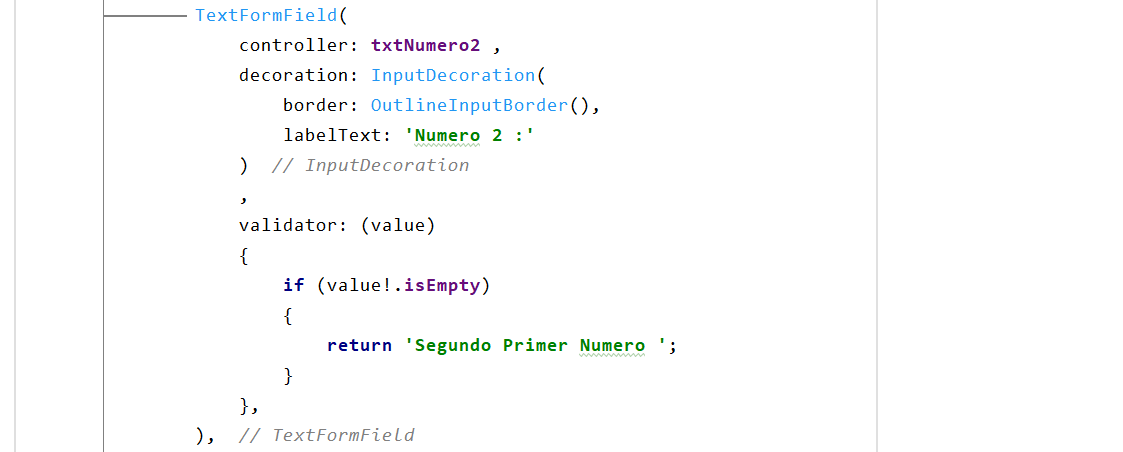 TextFormField(
controller: txtNumero2 ,
decoration: InputDecoration(
border: OutlineInputBorder(),
labelText: 'Numero 2 :'
) // InputDecoration
,
validator: (value)
{
if (value!.isEmpty)
{
return 'Segundo Primer Numero ';
}
},
), // TextFormField